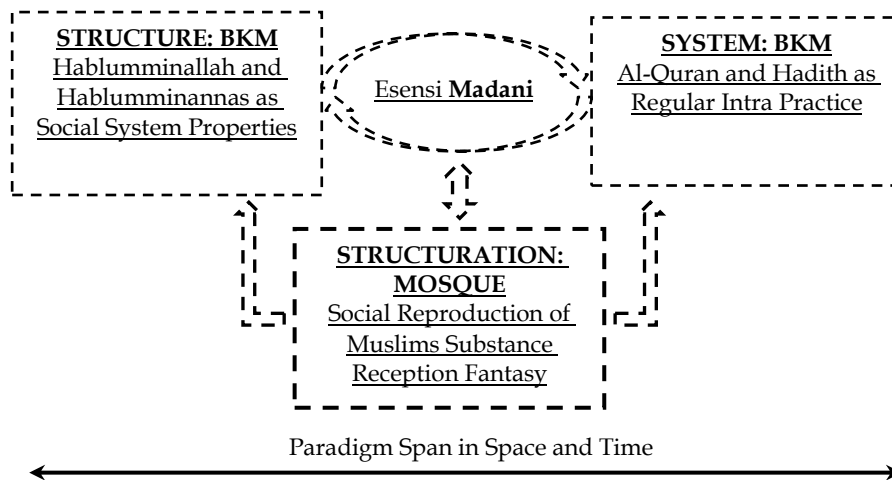 STRUCTURE: BKM
Hablumminallah and
Hablumminannas as
Social System Properties
Esensi Madani
SYSTEM: BKM
Al-Quran and Hadith as
Regular Intra Practice
STRUCTURATION:
MOSQUE
Social Reproduction of
Muslims Substance
Reception Fantasy
Paradigm Span in Space and Time